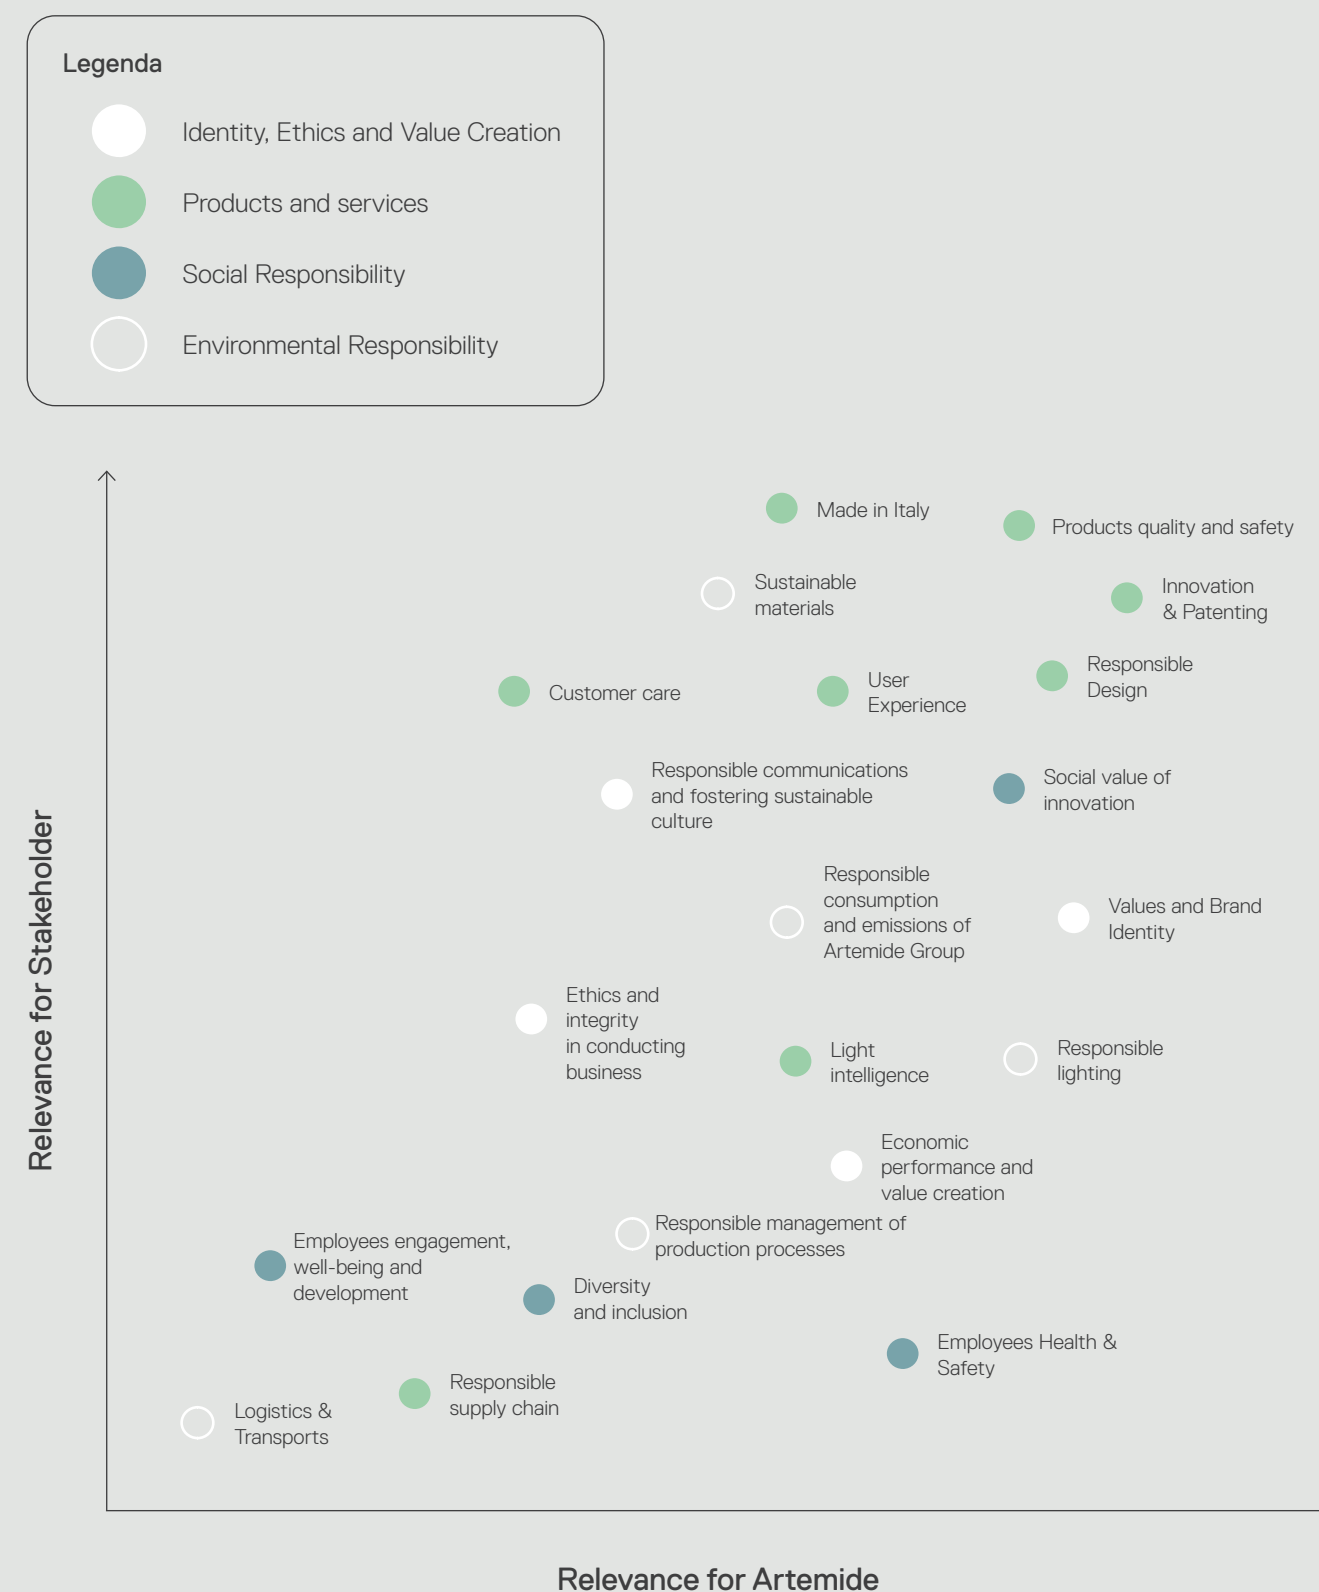 Legenda
Identity, Ethics and Value Creation
Products and services
Social Responsibility
Environmental Responsibility
Made in Italy
Products quality and safety
Sustainable
materials
Innovation
& Patenting
Responsible
Design
Customer care
User
Experience
Responsible communications
and fostering sustainable
culture
Social value of
innovation
Responsible
consumption
and emissions of
Artemide Group
Values and Brand
Identity
Ethics and
integrity
in conducting
business
Light
intelligence
Responsible
lighting
Economic
performance and
value creation
Responsible management of
production processes
Employees engagement,
well-being and
development
Diversity
and inclusion
Employees Health &
Safety
Responsible
supply chain
Logistics &
Transports
Relevance for Stakeholder
Relevance for Artemide